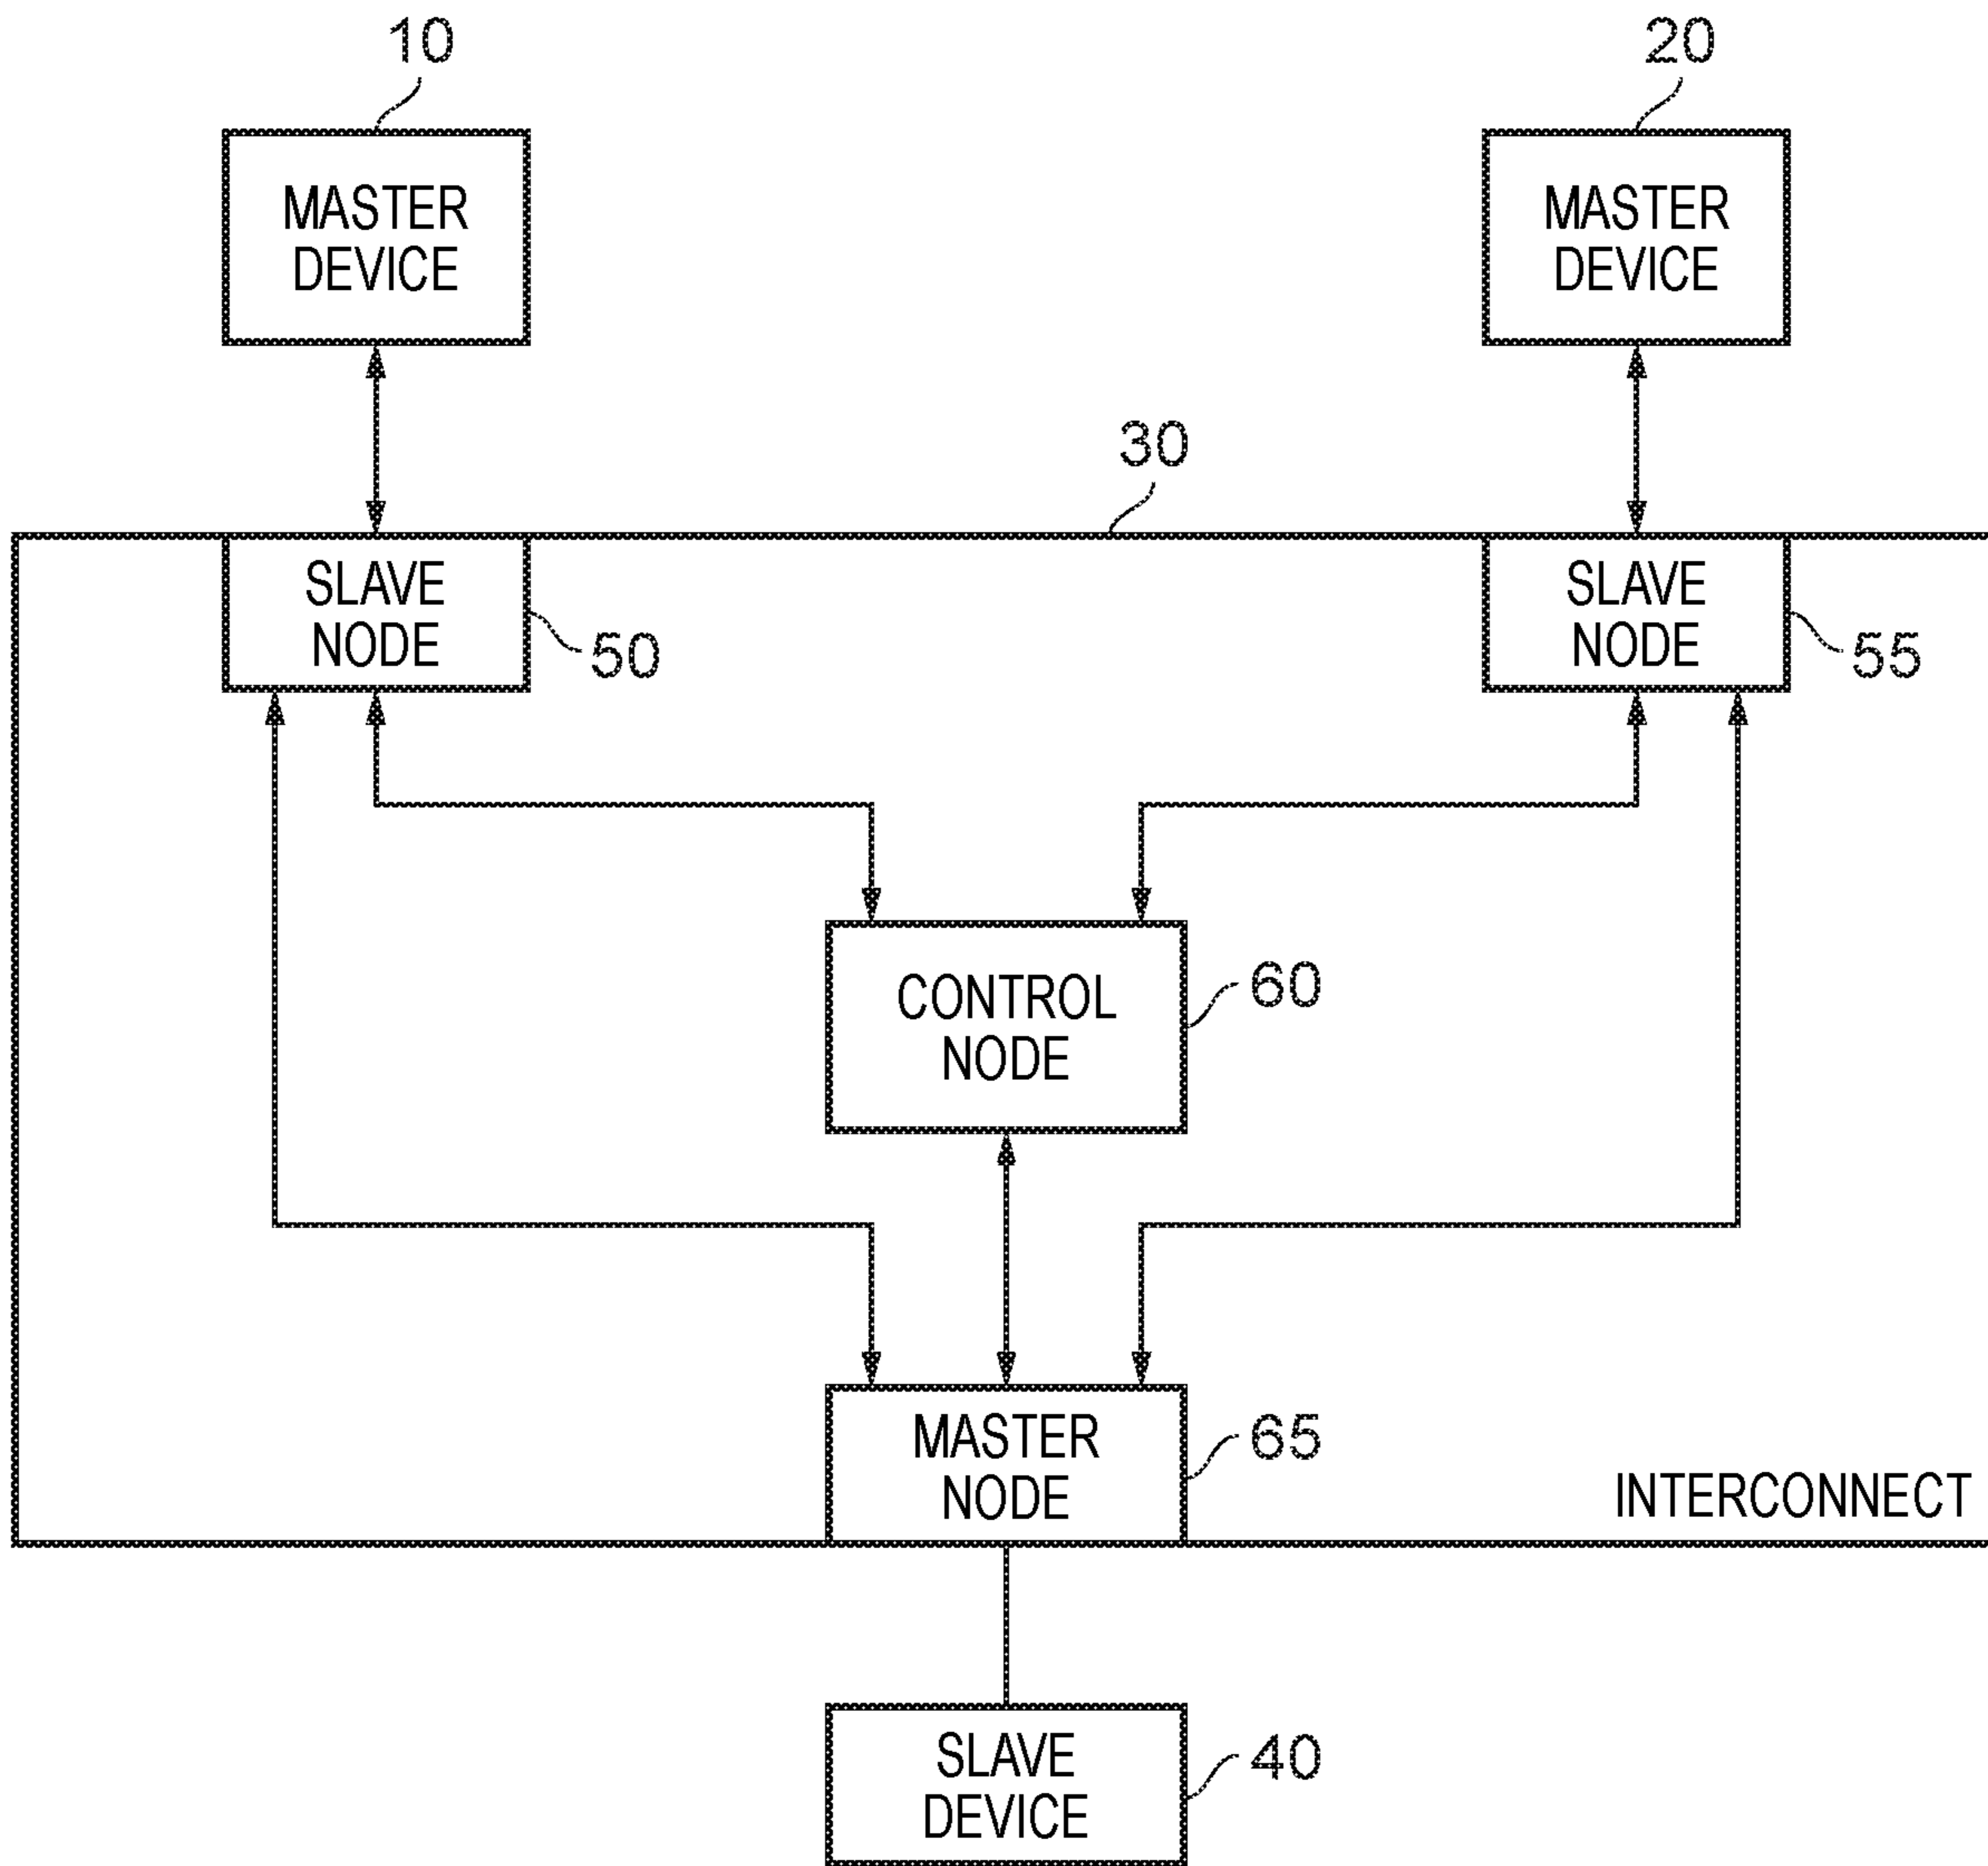 10
20
MASTER
DEVICE
MASTER
DEVICE
30
SLAVE
NODE
50
SLAVE
NODE
55
CONTROL
NODE
60
MASTER
NODE
65
INTERCONNECT
SLAVE
DEVICE
40